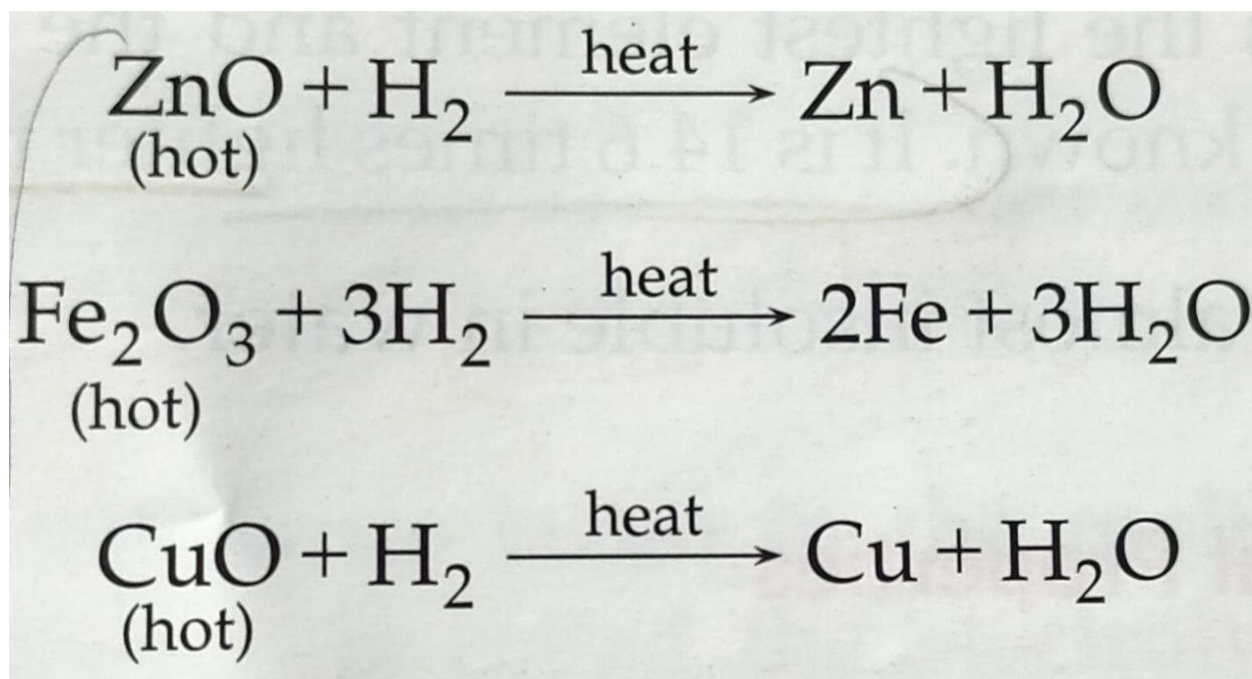 ZnO + H₂ heat → Zn + H₂O
(hot)
Fe₂O₃ + 3H₂ heat → 2Fe + 3H₂O
(hot)
CuO + H₂ heat → Cu + H₂O
(hot)